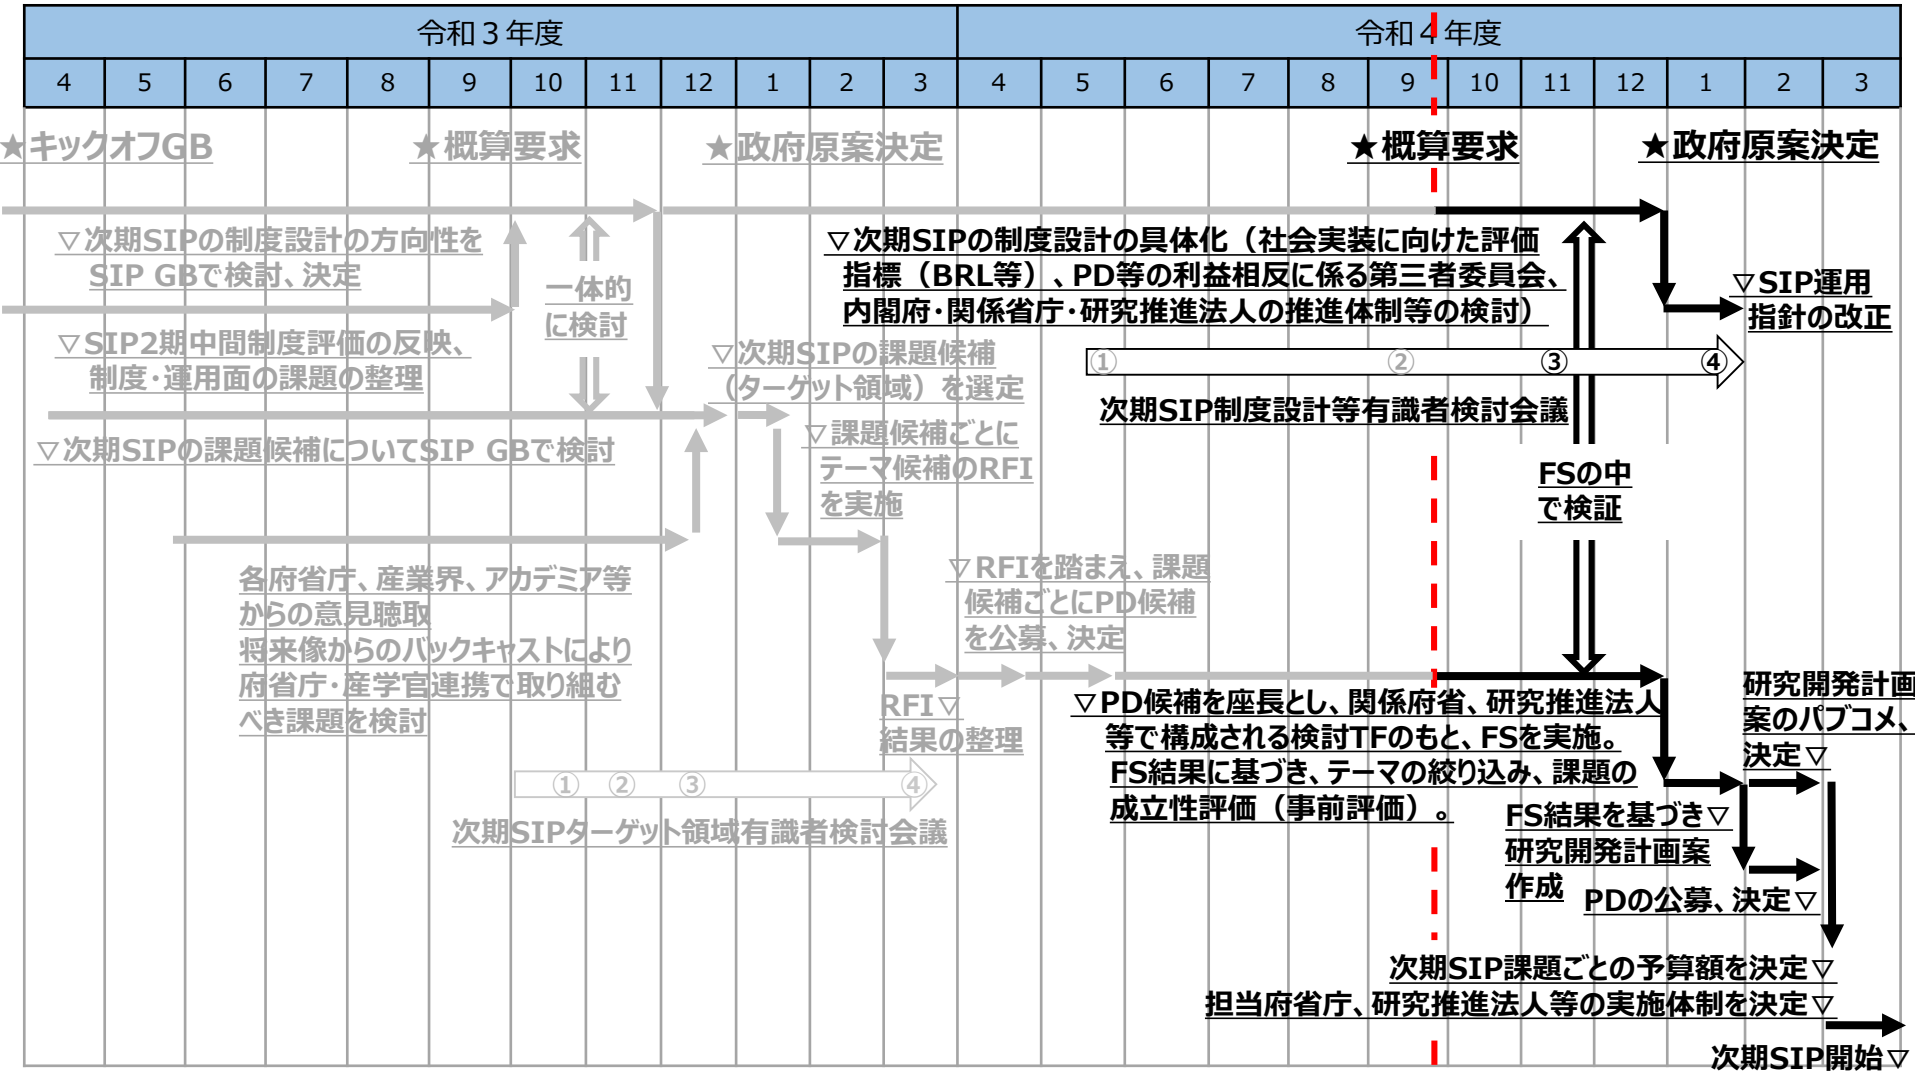 令和３年度
令和４年度
4 5 6 7 8 9 10 11 12 1 2 3 4 5 6 7 8 9 10 11 12 1 2 3
★キックオフGB
★概算要求
★政府原案決定
★概算要求
★政府原案決定
▽次期SIPの制度設計の方向性を
SIP GBで検討、決定
一体的
に検討
▽SIP2期中間制度評価の反映、
制度・運用面の課題の整理
▽次期SIPの課題候補についてSIP GBで検討
▽次期SIPの課題候補
（ターゲット領域）を選定
▽課題候補ごとに
テーマ候補のRFI
を実施
各府省庁、産業界、アカデミア等
からの意見聴取
将来像からのバックキャストにより
府省庁・産学官連携で取り組む
べき課題を検討
RFI▽
結果の整理
① ② ③ ④
次期SIPターゲット領域有識者検討会議
▽次期SIPの制度設計の具体化（社会実装に向けた評価
指標（BRL等）、PD等の利益相反に係る第三者委員会、
内閣府・関係省庁・研究推進法人の推進体制等の検討）
▽SIP運用
指針の改正
① ② ③ ④
次期SIP制度設計等有識者検討会議
FSの中
で検証
▽RFIを踏まえ、課題
候補ごとにPD候補
を公募、決定
▽PD候補を座長とし、関係府省、研究推進法人
等で構成される検討TFのもと、FSを実施。
FS結果に基づき、テーマの絞り込み、課題の
成立性評価（事前評価）。
研究開発計画
案のパブコメ、
決定▽
FS結果を基づき▽
研究開発計画案
作成
PDの公募、決定▽
次期SIP課題ごとの予算額を決定▽
担当府省庁、研究推進法人等の実施体制を決定▽
次期SIP開始▽